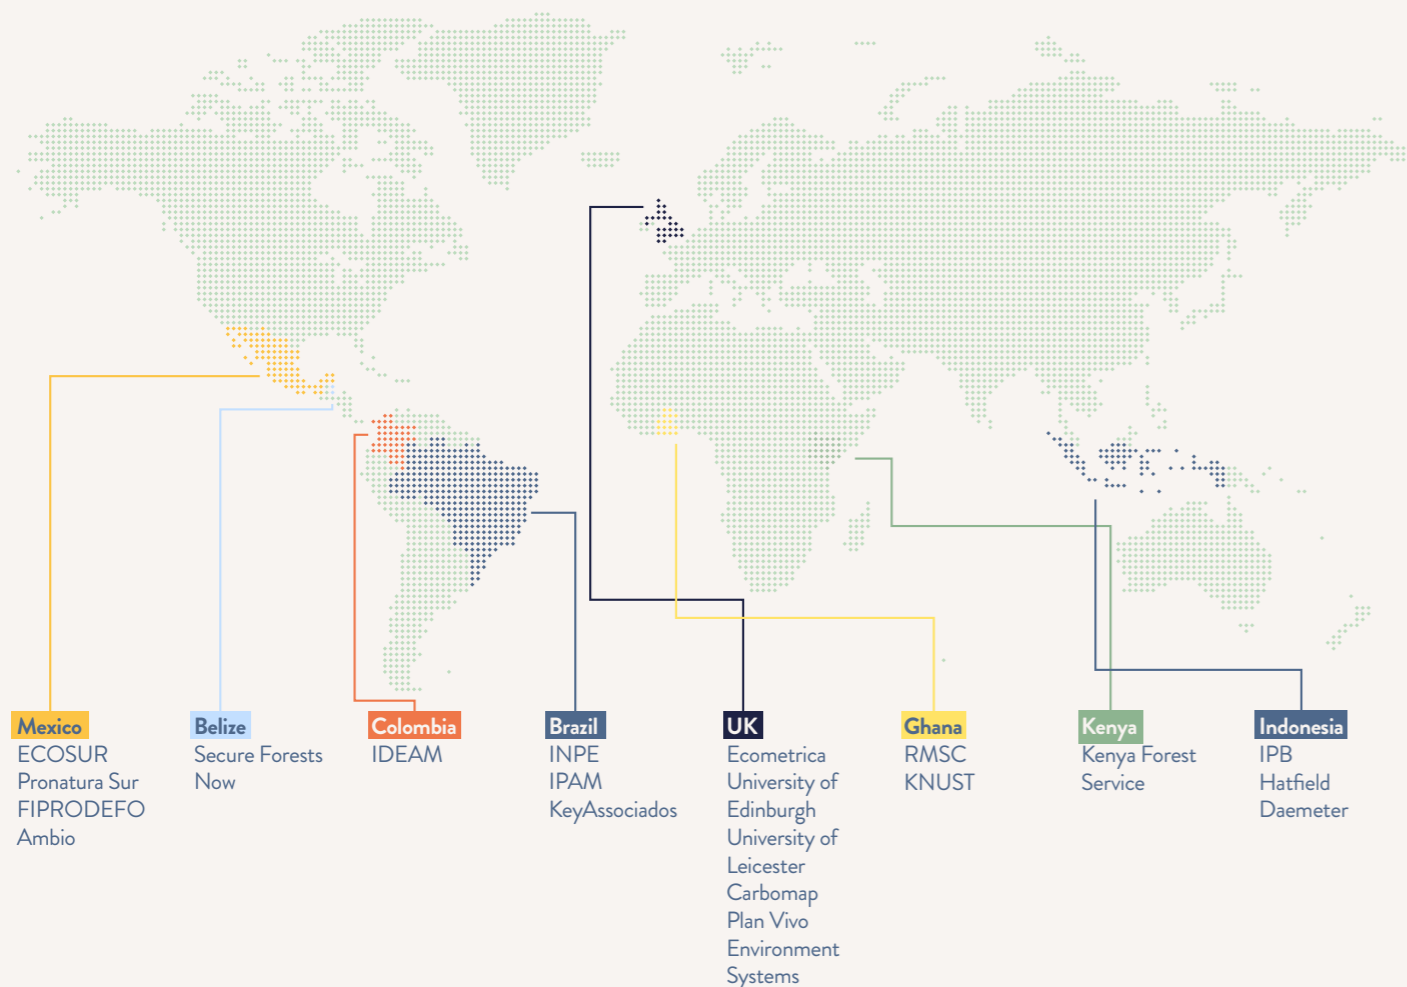 Mexico
ECOSUR
Pronatura Sur
FIPRODEFO
Ambio
Belize
Secure Forests
Now
Colombia
IDEAM
Brazil
INPE
IPAM
KeyAssociados
UK
Ecometrica
University of
Edinburgh
University of
Leicester
Carbomap
Plan Vivo
Environment
Systems
Ghana
RMSC
KNUST
Kenya
Kenya Forest
Service
Indonesia
IPB
Hatfield
Daemeter